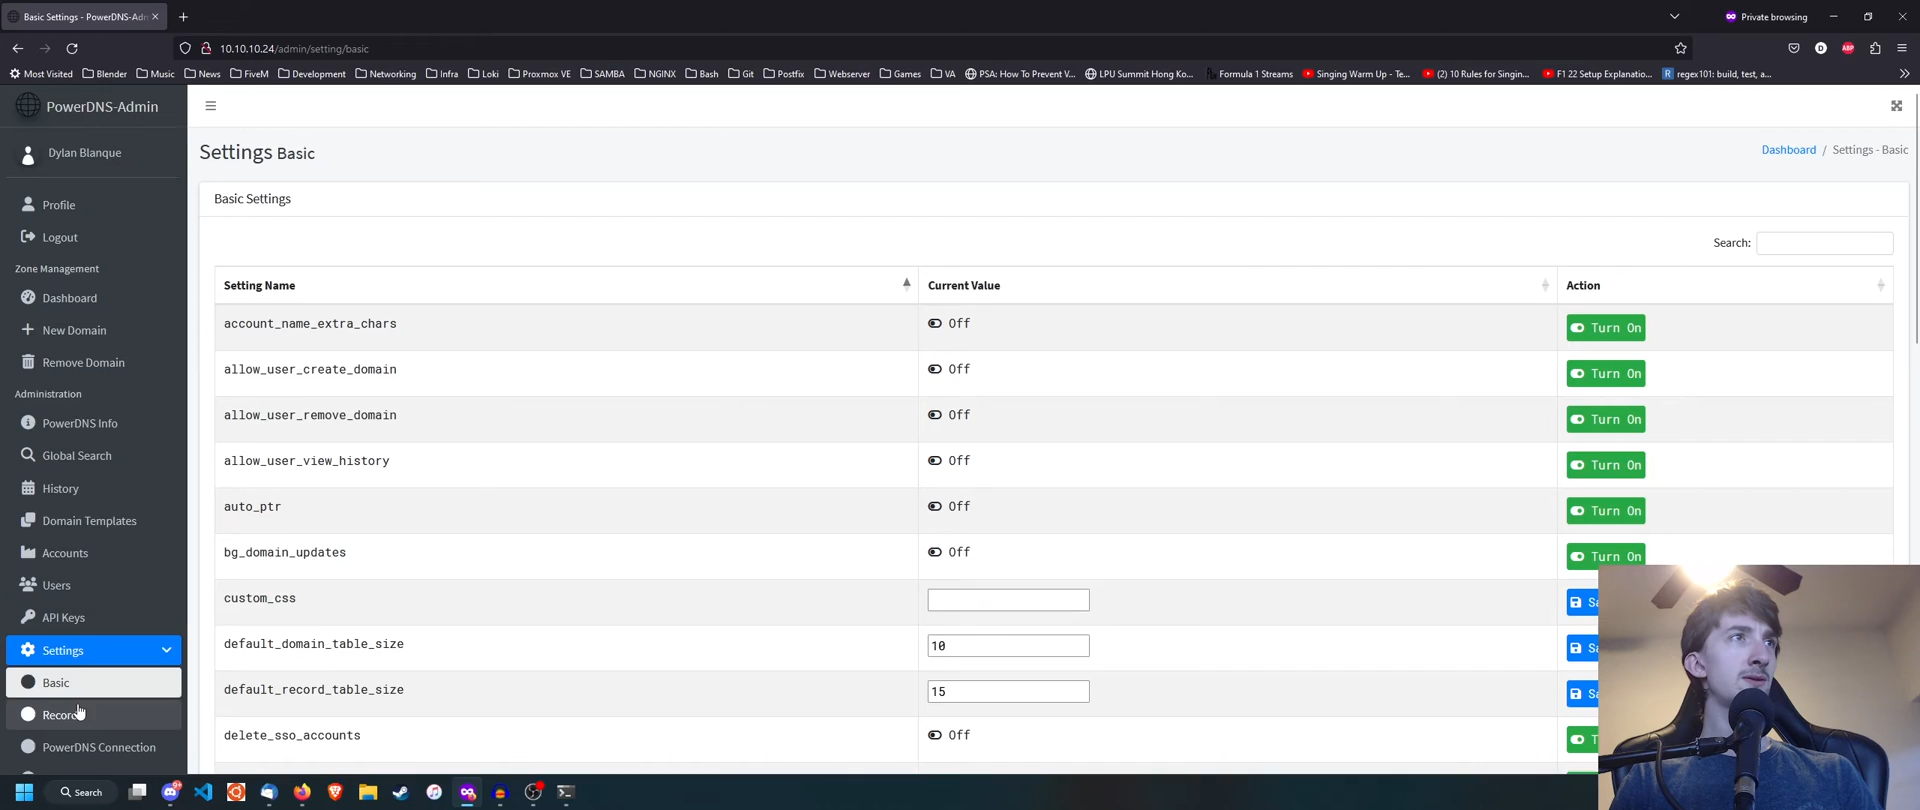 Basic Settings - PowerDNS-Adm
Private browsing
10.10.10.24/admin/setting/basic
Most Visited Blender Music News FiveM Development Networking Infra Loki Proxmox VE SAMBA NGINX Bash Git Postfix Webserver Games VA PSA: How To Prevent V... LPU Summit Hong Ko... Formula 1 Streams Singing Warm Up - Te... (2) 10 Rules for Singin... F1 22 Setup Explanatio... regex101: build, test, a...
PowerDNS-Admin
Dylan Blanque
Profile
Logout
Zone Management
Dashboard
New Domain
Remove Domain
Administration
PowerDNS Info
Global Search
History
Domain Templates
Accounts
Users
API Keys
Settings
Basic
Record
PowerDNS Connection
Settings Basic
Dashboard / Settings - Basic
Basic Settings
Search:
Setting Name Current Value Action
account_name_extra_chars Off Turn On
allow_user_create_domain Off Turn On
allow_user_remove_domain Off Turn On
allow_user_view_history Off Turn On
auto_ptr Off Turn On
bg_domain_updates Off Turn On
custom_css
default_domain_table_size 10
default_record_table_size 15
delete_sso_accounts Off
Search